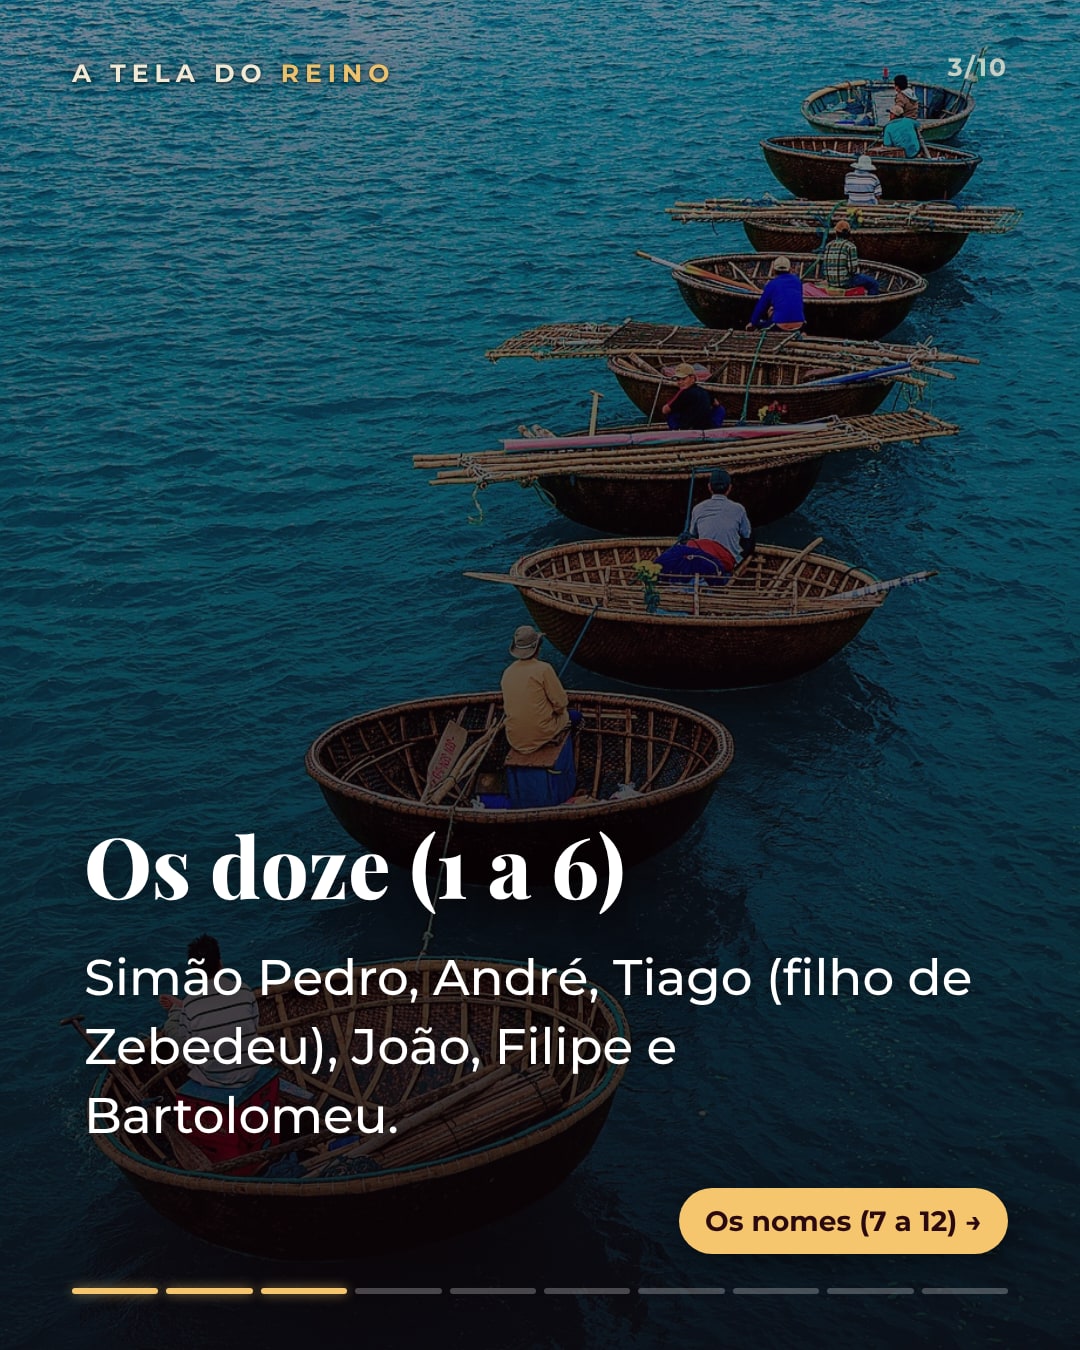 A TELA DO REINO
3/10
Os doze (1 a 6)
Simão Pedro, André, Tiago (filho de
Zebedeu), João, Filipe e
Bartolomeu.
Os nomes (7 a 12) →